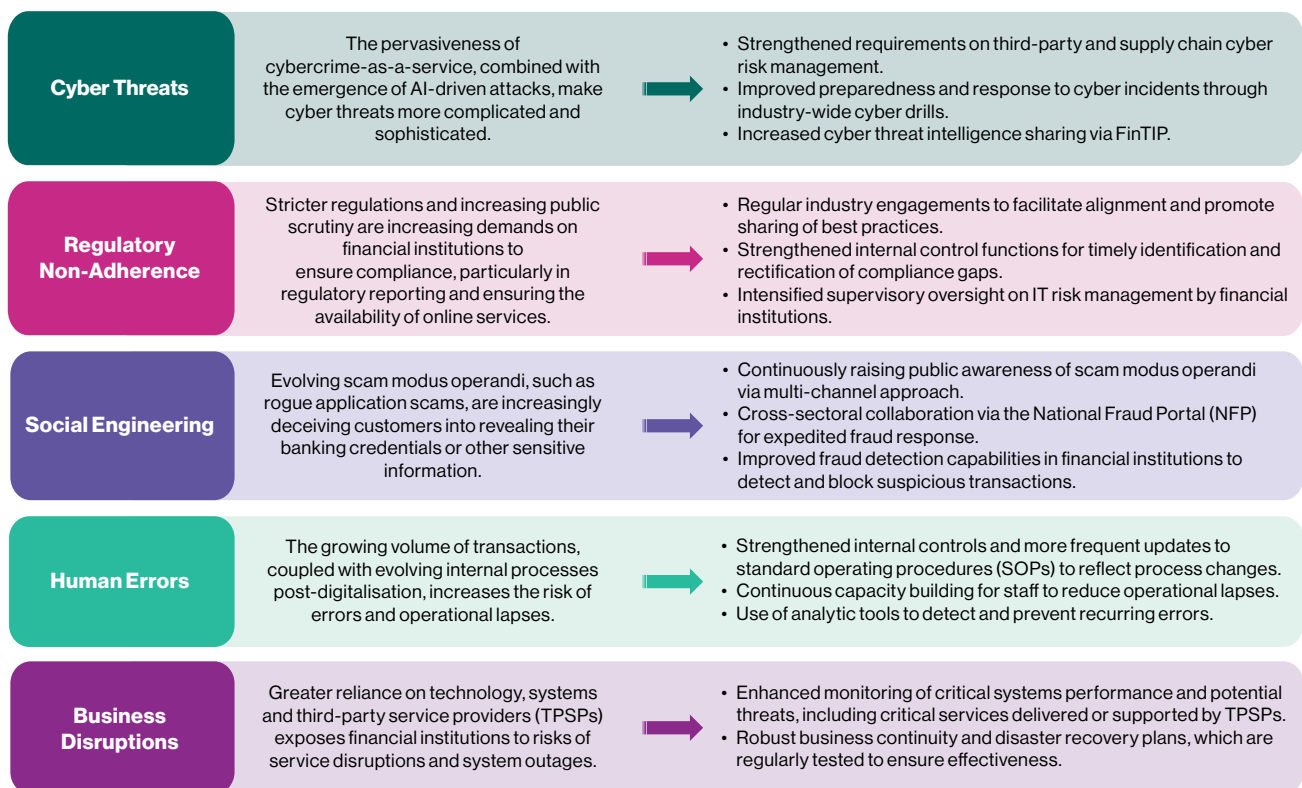 Cyber Threats
The pervasiveness of
cybercrime-as-a-service, combined with
the emergence of AI-driven attacks, make
cyber threats more complicated and
sophisticated.
• Strengthened requirements on third-party and supply chain cyber
risk management.
• Improved preparedness and response to cyber incidents through
industry-wide cyber drills.
• Increased cyber threat intelligence sharing via FinTIP.
Regulatory
Non-Adherence
Stricter regulations and increasing public
scrutiny are increasing demands on
financial institutions to
ensure compliance, particularly in
regulatory reporting and ensuring the
availability of online services.
• Regular industry engagements to facilitate alignment and promote
sharing of best practices.
• Strengthened internal control functions for timely identification and
rectification of compliance gaps.
• Intensified supervisory oversight on IT risk management by financial
institutions.
Social Engineering
Evolving scam modus operandi, such as
rogue application scams, are increasingly
deceiving customers into revealing their
banking credentials or other sensitive
information.
• Continuously raising public awareness of scam modus operandi
via multi-channel approach.
• Cross-sectoral collaboration via the National Fraud Portal (NFP)
for expedited fraud response.
• Improved fraud detection capabilities in financial institutions to
detect and block suspicious transactions.
Human Errors
The growing volume of transactions,
coupled with evolving internal processes
post-digitalisation, increases the risk of
errors and operational lapses.
• Strengthened internal controls and more frequent updates to
standard operating procedures (SOPs) to reflect process changes.
• Continuous capacity building for staff to reduce operational lapses.
• Use of analytic tools to detect and prevent recurring errors.
Business
Disruptions
Greater reliance on technology, systems
and third-party service providers (TPSPs)
exposes financial institutions to risks of
service disruptions and system outages.
• Enhanced monitoring of critical systems performance and potential
threats, including critical services delivered or supported by TPSPs.
• Robust business continuity and disaster recovery plans, which are
regularly tested to ensure effectiveness.